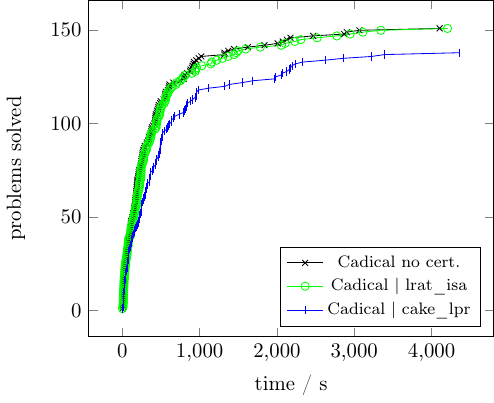 150
100
50
0
problems solved
Cadical no cert.
Cadical | lrat_isa
Cadical | cake_lpr
0 1,000 2,000 3,000 4,000
time / s